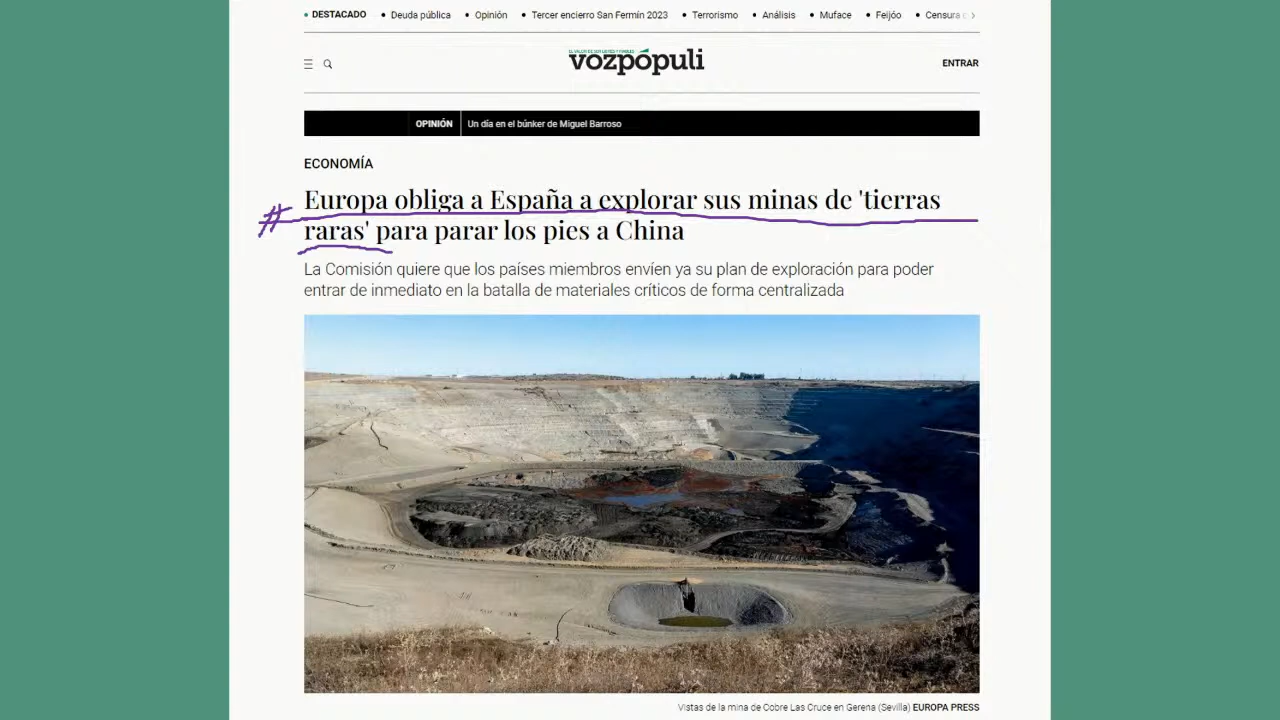 DESTACADO • Deuda pública • Opinión • Tercer encierro San Fermín 2023 • Terrorismo • Análisis • Muface • Feijóo • Censura
vozpópuli
ENTRAR
OPINIÓN Un día en el búnker de Miguel Barroso
ECONOMÍA
# Europa obliga a España a explorar sus minas de 'tierras
raras' para parar los pies a China
La Comisión quiere que los países miembros envíen ya su plan de exploración para poder
entrar de inmediato en la batalla de materiales críticos de forma centralizada
Vistas de la mina de Cobre Las Cruce en Gerena (Sevilla) EUROPA PRESS